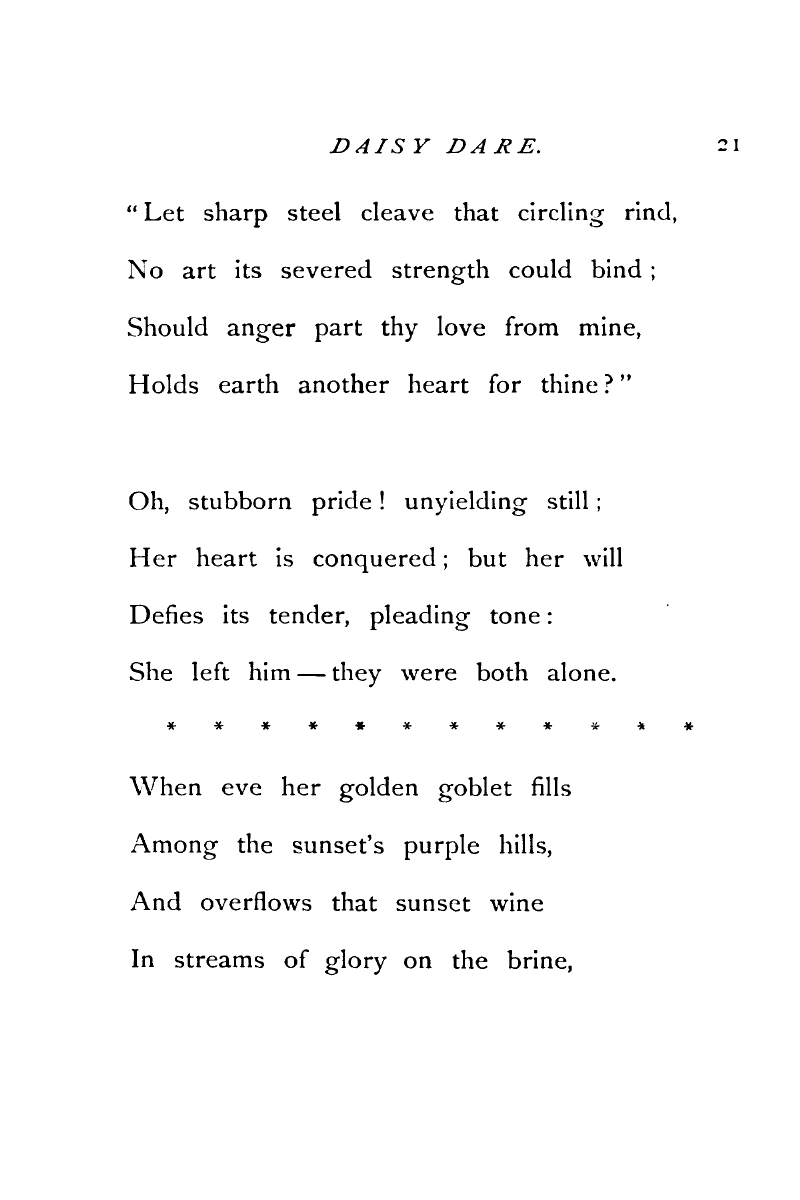 DAISY DARE. 21
“Let sharp steel cleave that circling rind,
No art its severed strength could bind ;
Should anger part thy love from mine,
Holds earth another heart for thine?”
Oh, stubborn pride ! unyielding still ;
Her heart is conquered ; but her will
Defies its tender, pleading tone :
She left him — they were both alone.
* * * * * * * * * * * *
When eve her golden goblet fills
Among the sunset’s purple hills,
And overflows that sunset wine
In streams of glory on the brine,